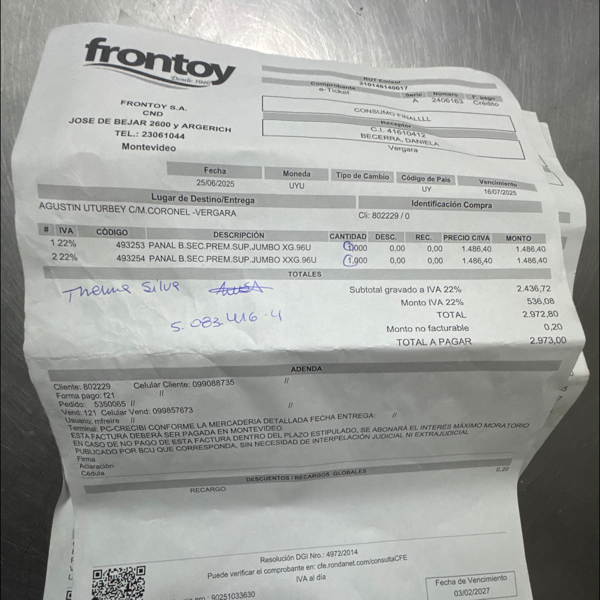 frontoy
Desde 1980
FRONTOY S.A.
CND
JOSE DE BEJAR 2600 y ARGERICH
TEL.: 23061044
Montevideo
RUT Emisor
Comprobante Serie Número F. pago
e-Ticket A 2406163 Crédito
CONSUMO FINALLLL
Receptor
C.I. 41610412
BECERRA, DANIELA
Vergara
Fecha Moneda Tipo de Cambio Código de País Vencimiento
25/06/2025 UYU UY 16/07/2025
Lugar de Destino/Entrega Identificación Compra
AGUSTIN UTURBEY C/M.CORONEL -VERGARA Cli: 802229 / 0
# IVA CÓDIGO DESCRIPCIÓN CANTIDAD DESC. REC. PRECIO C/IVA MONTO
1 22% 493253 PANAL B.SEC.PREM.SUP.JUMBO XG.96U 1,000 0,00 0,00 1.486,40 1.486,40
2 22% 493254 PANAL B.SEC.PREM.SUP.JUMBO XXG.96U 1,000 0,00 0,00 1.486,40 1.486,40
TOTALES
Thelma Silva
5.083.416-4
Subtotal gravado a IVA 22% 2.436,72
Monto IVA 22% 536,08
TOTAL 2.972,80
Monto no facturable 0,20
TOTAL A PAGAR 2.973,00
ADENDA
Cliente: 802229 Celular Cliente: 099088735 //
Forma pago: f21 //
Pedido: 5350065 //
Vend: 121 Celular Vend: 099857673 //
Usuario: mfreire //
Terminal: PC-CRECIBI CONFORME LA MERCADERIA DETALLADA FECHA ENTREGA: //
ESTA FACTURA DEBERÁ SER PAGADA EN MONTEVIDEO
EN CASO DE NO PAGO DE ESTA FACTURA DENTRO DEL PLAZO ESTIPULADO, SE ABONARÁ EL INTERÉS MÁXIMO MORATORIO
PUBLICADO POR BCU QUE CORRESPONDA, SIN NECESIDAD DE INTERPELACIÓN JUDICIAL NI EXTRAJUDICIAL
Firma
Aclaración
Cédula
DESCUENTOS / RECARGOS GLOBALES
RECARGO 0,20
Resolución DGI Nro.: 4972/2014
Puede verificar el comprobante en: cfe.rondanet.com/consultaCFE
IVA al día
90251033630
Fecha de Vencimiento
03/02/2027